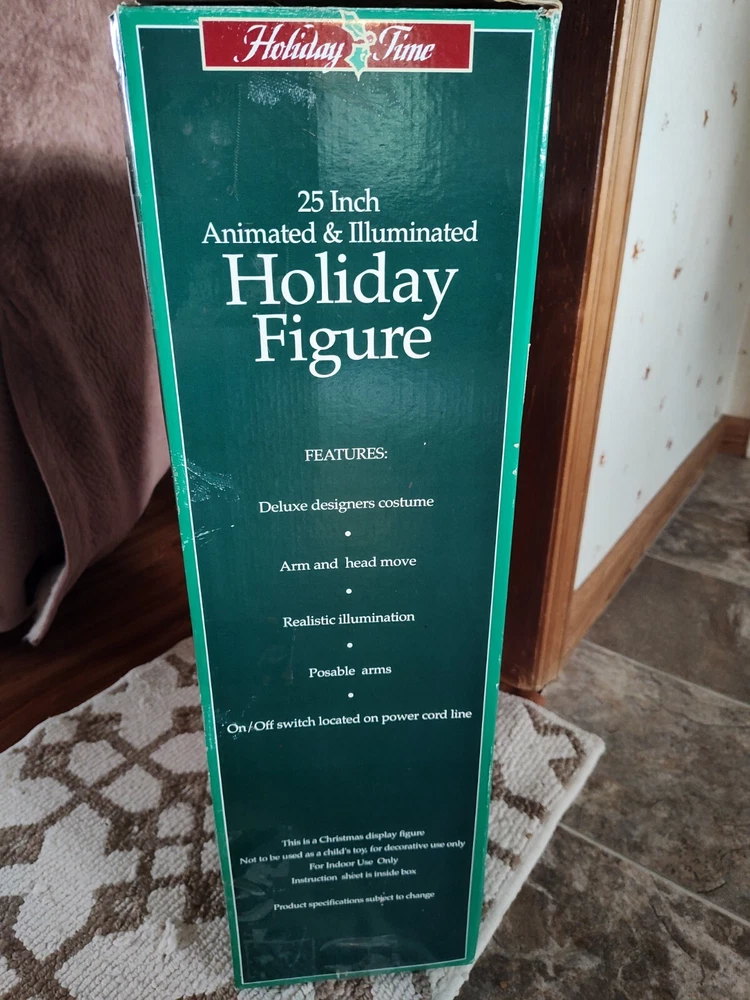 Holiday Time
25 Inch
Animated & Illuminated
Holiday
Figure
FEATURES:
Deluxe designers costume
•
Arm and head move
•
Realistic illumination
•
Posable arms
•
On/Off switch located on power cord line
This is a Christmas display figure
Not to be used as a child's toy, for decorative use only
For Indoor Use Only
Instruction sheet is inside box
Product specifications subject to change